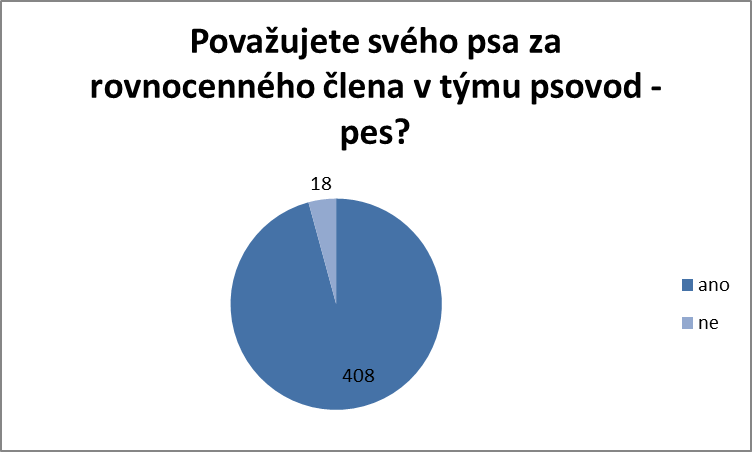 Považujete svého psa za
rovnocenného člena v týmu psovod -
pes?
18
408
ano
ne